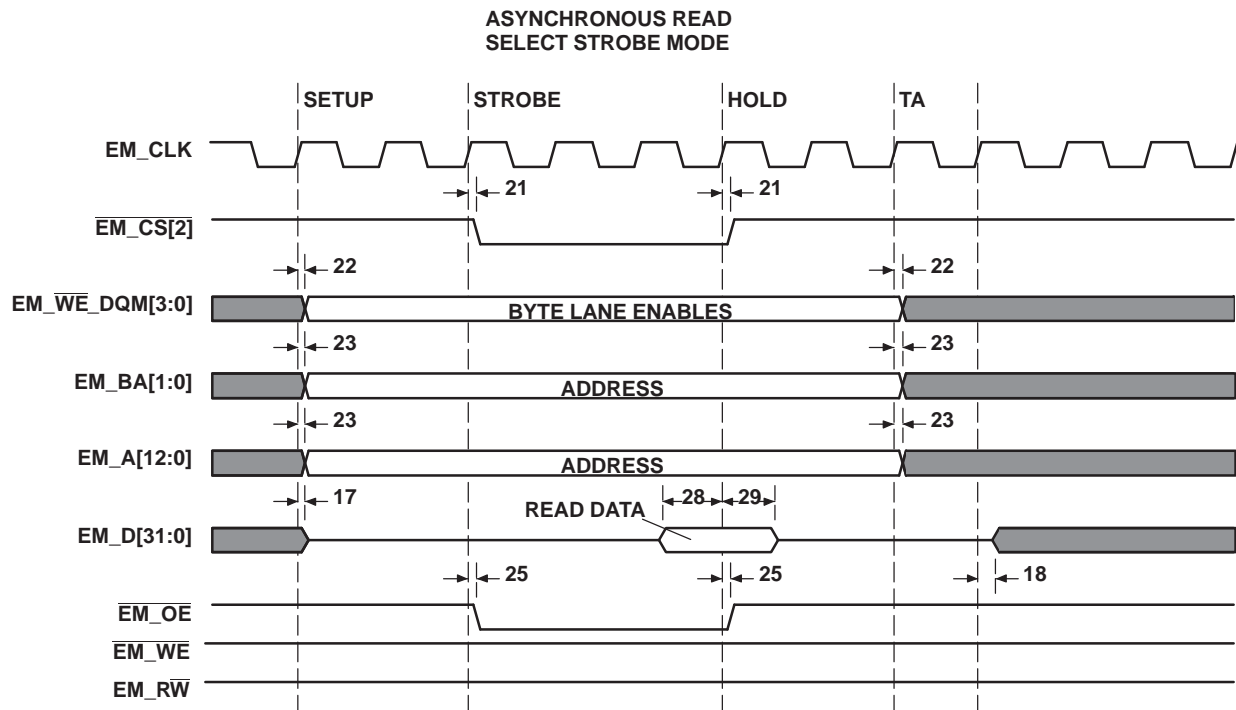 ASYNCHRONOUS READ
SELECT STROBE MODE
SETUP STROBE HOLD TA
EM_CLK
21 21
EM_CS[2]
22 22
EM_WE_DQM[3:0] BYTE LANE ENABLES
23 23
EM_BA[1:0] ADDRESS
23 23
EM_A[12:0] ADDRESS
17 28 29
READ DATA
EM_D[31:0]
25 25 18
EM_OE
EM_WE
EM_RW